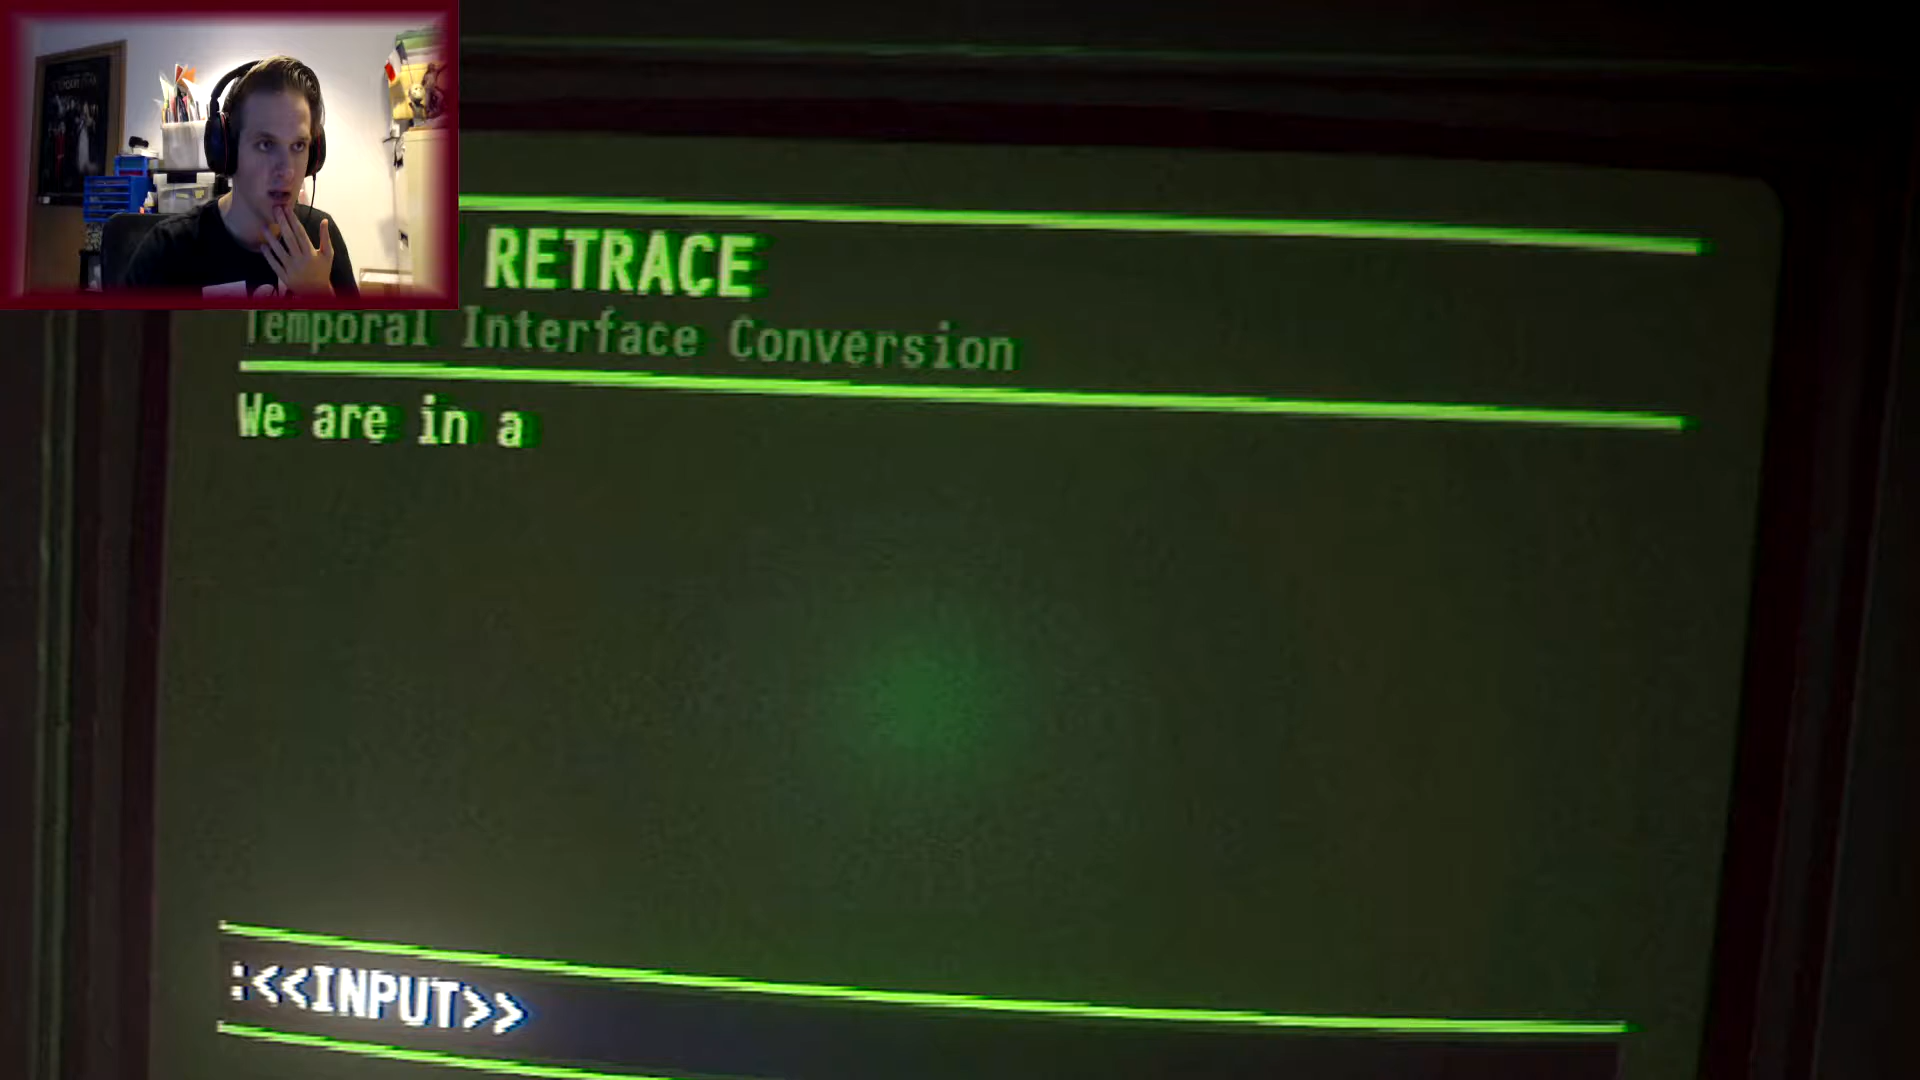 RETRACE
Temporal Interface Conversion
We are in a
:<<INPUT>>